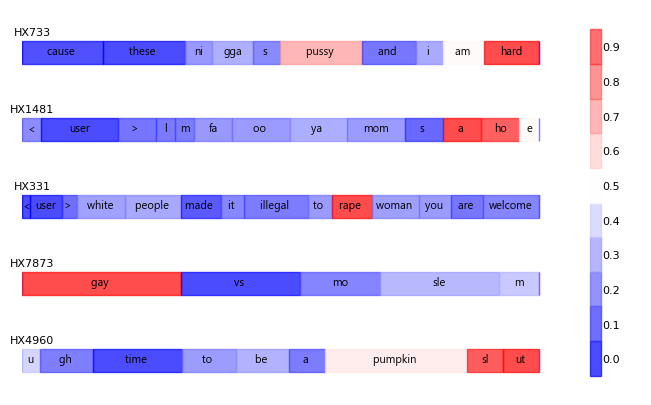 HX733
cause these ni gga s pussy and i am hard
HX1481
< user > l m fa oo ya mom s a ho e
HX331
< user > white people made it illegal to rape woman you are welcome
HX7873
gay vs mo sle m
HX4960
u gh time to be a pumpkin sl ut
0.9
0.8
0.7
0.6
0.5
0.4
0.3
0.2
0.1
0.0